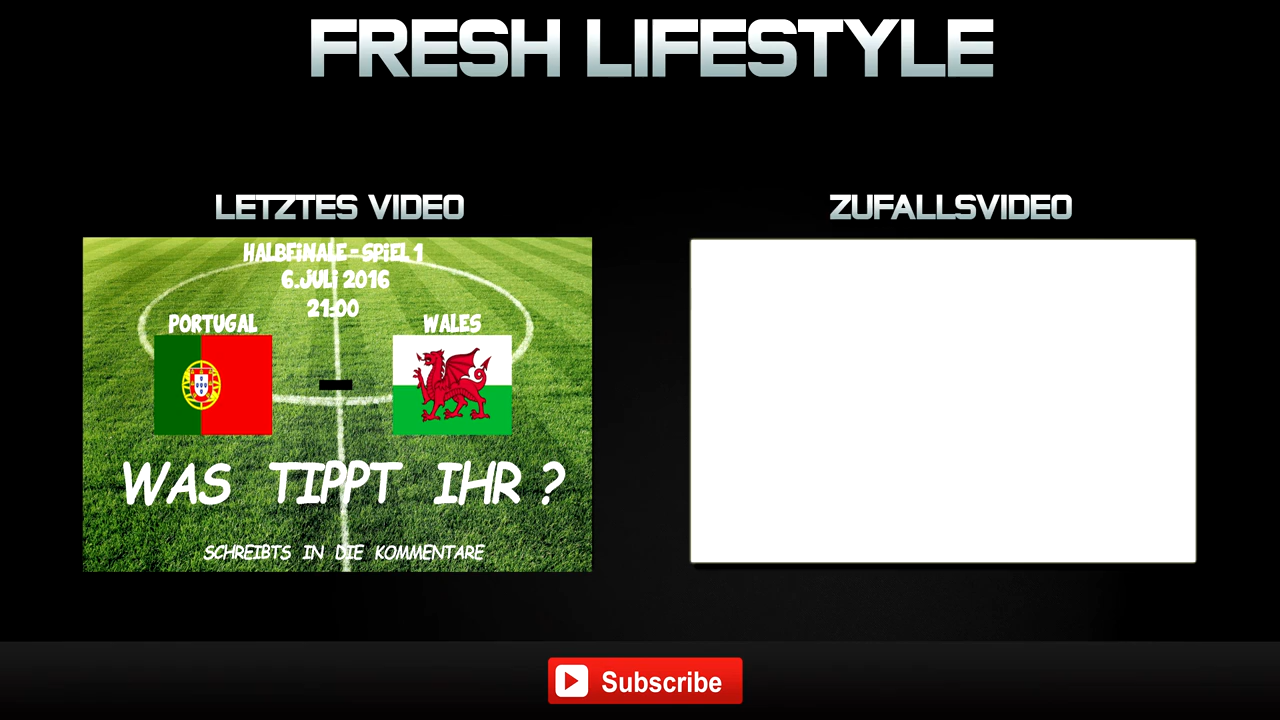 FRESH LIFESTYLE
LETZTES VIDEO
ZUFALLSVIDEO
HALBFINALE - SPIEL 1
6.JULI 2016
21:00
PORTUGAL
WALES
-
WAS TIPPT IHR ?
SCHREIBTS IN DIE KOMMENTARE
Subscribe